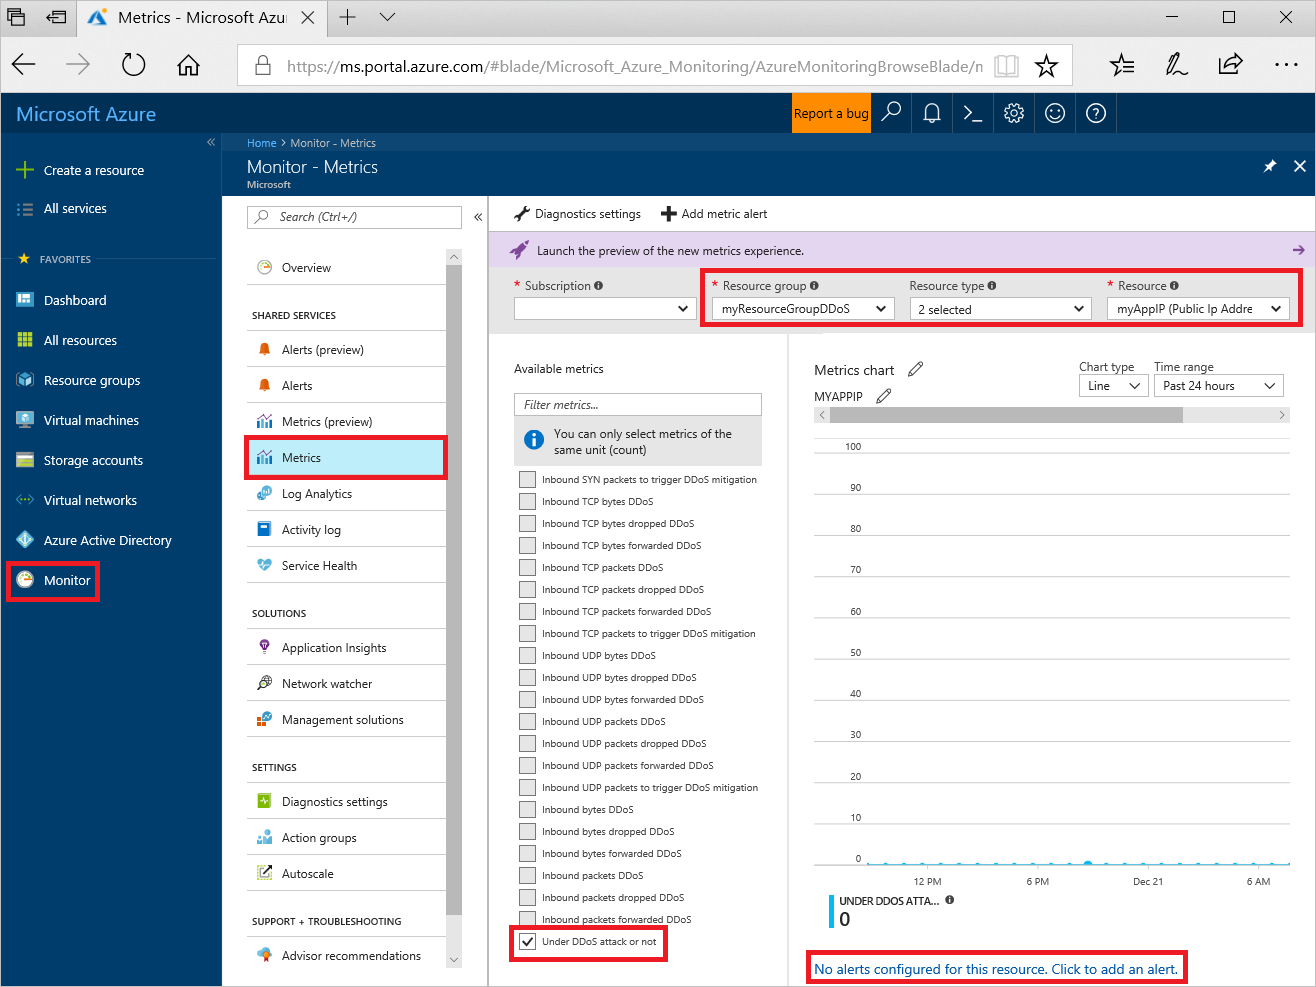 Metrics - Microsoft Azu
https://ms.portal.azure.com/#blade/Microsoft_Azure_Monitoring/AzureMonitoringBrowseBlade/n
Microsoft Azure
Report a bug
Create a resource
All services
FAVORITES
Dashboard
All resources
Resource groups
Virtual machines
Storage accounts
Virtual networks
Azure Active Directory
Monitor
Home > Monitor - Metrics
Monitor - Metrics
Microsoft
Search (Ctrl+/)
Overview
SHARED SERVICES
Alerts (preview)
Alerts
Metrics (preview)
Metrics
Log Analytics
Activity log
Service Health
SOLUTIONS
Application Insights
Network watcher
Management solutions
SETTINGS
Diagnostics settings
Action groups
Autoscale
SUPPORT + TROUBLESHOOTING
Advisor recommendations
Diagnostics settings Add metric alert
Launch the preview of the new metrics experience.
* Subscription * Resource group Resource type * Resource
myResourceGroupDDoS 2 selected myAppIP (Public Ip Addre
Available metrics
Filter metrics...
You can only select metrics of the
same unit (count)
Inbound SYN packets to trigger DDoS mitigation
Inbound TCP bytes DDoS
Inbound TCP bytes dropped DDoS
Inbound TCP bytes forwarded DDoS
Inbound TCP packets DDoS
Inbound TCP packets dropped DDoS
Inbound TCP packets forwarded DDoS
Inbound TCP packets to trigger DDoS mitigation
Inbound UDP bytes DDoS
Inbound UDP bytes dropped DDoS
Inbound UDP bytes forwarded DDoS
Inbound UDP packets DDoS
Inbound UDP packets dropped DDoS
Inbound UDP packets forwarded DDoS
Inbound UDP packets to trigger DDoS mitigation
Inbound bytes DDoS
Inbound bytes dropped DDoS
Inbound bytes forwarded DDoS
Inbound packets DDoS
Inbound packets dropped DDoS
Inbound packets forwarded DDoS
Under DDoS attack or not
Metrics chart
MYAPPIP
Chart type Time range
Line Past 24 hours
100
90
80
70
60
50
40
30
20
10
0
12 PM 6 PM Dec 21 6 AM
UNDER DDOS ATTA...
0
No alerts configured for this resource. Click to add an alert.